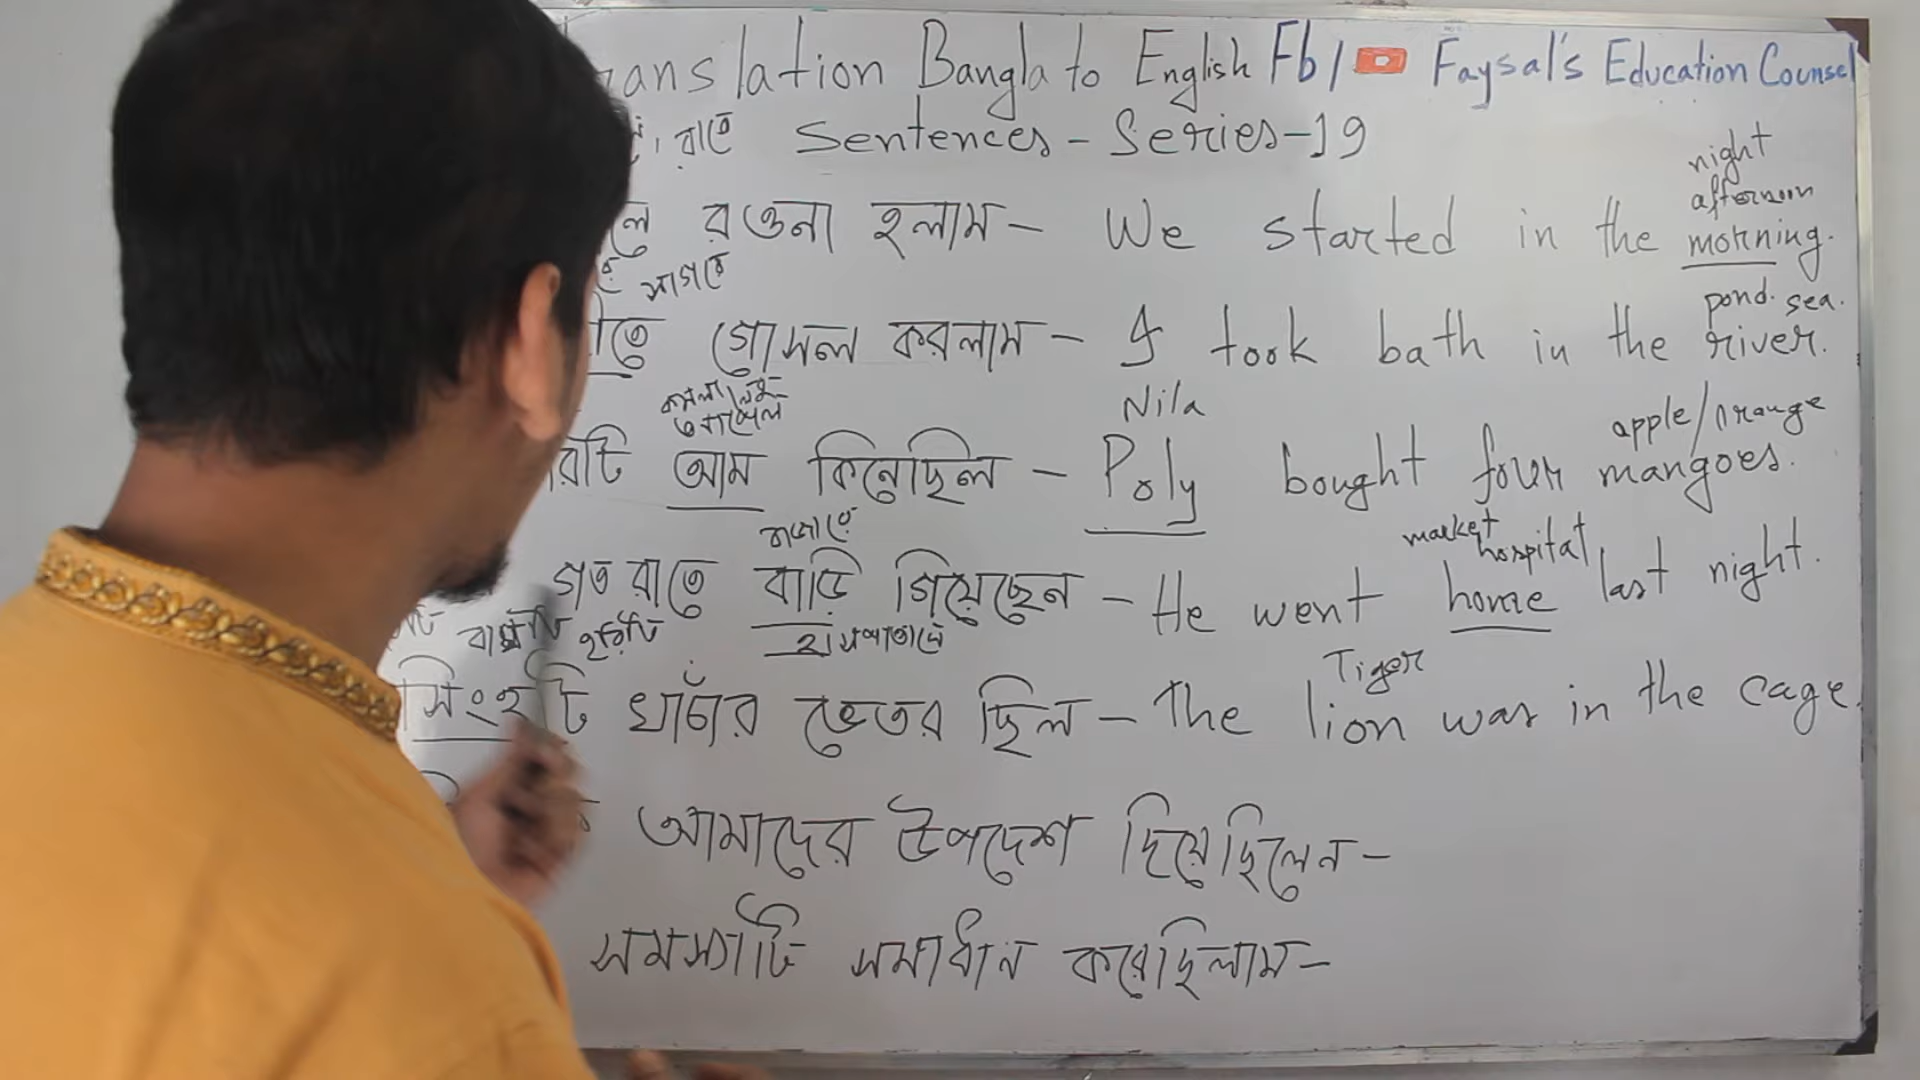 Translation Bangla to English Fb/ Faysal's Education Counsel
রাতে Sentences - Series-19
night
afternoon
রওনা হলাম - We started in the morning.
সাগরে pond. sea.
গোসল করলাম - I took bath in the river.
কমলা Nila apple/orange
আম কিনেছিল - Poly bought four mangoes.
বাজারে market hospital
গত রাতে বাড়ি গিয়েছেন - He went home last night.
হাসপাতালে Tiger
সিংহটি খাঁচার ভেতর ছিল - The lion was in the cage.
আমাদের উপদেশ দিয়েছিলেন -
সমস্যাটি সমাধান করেছিলাম -